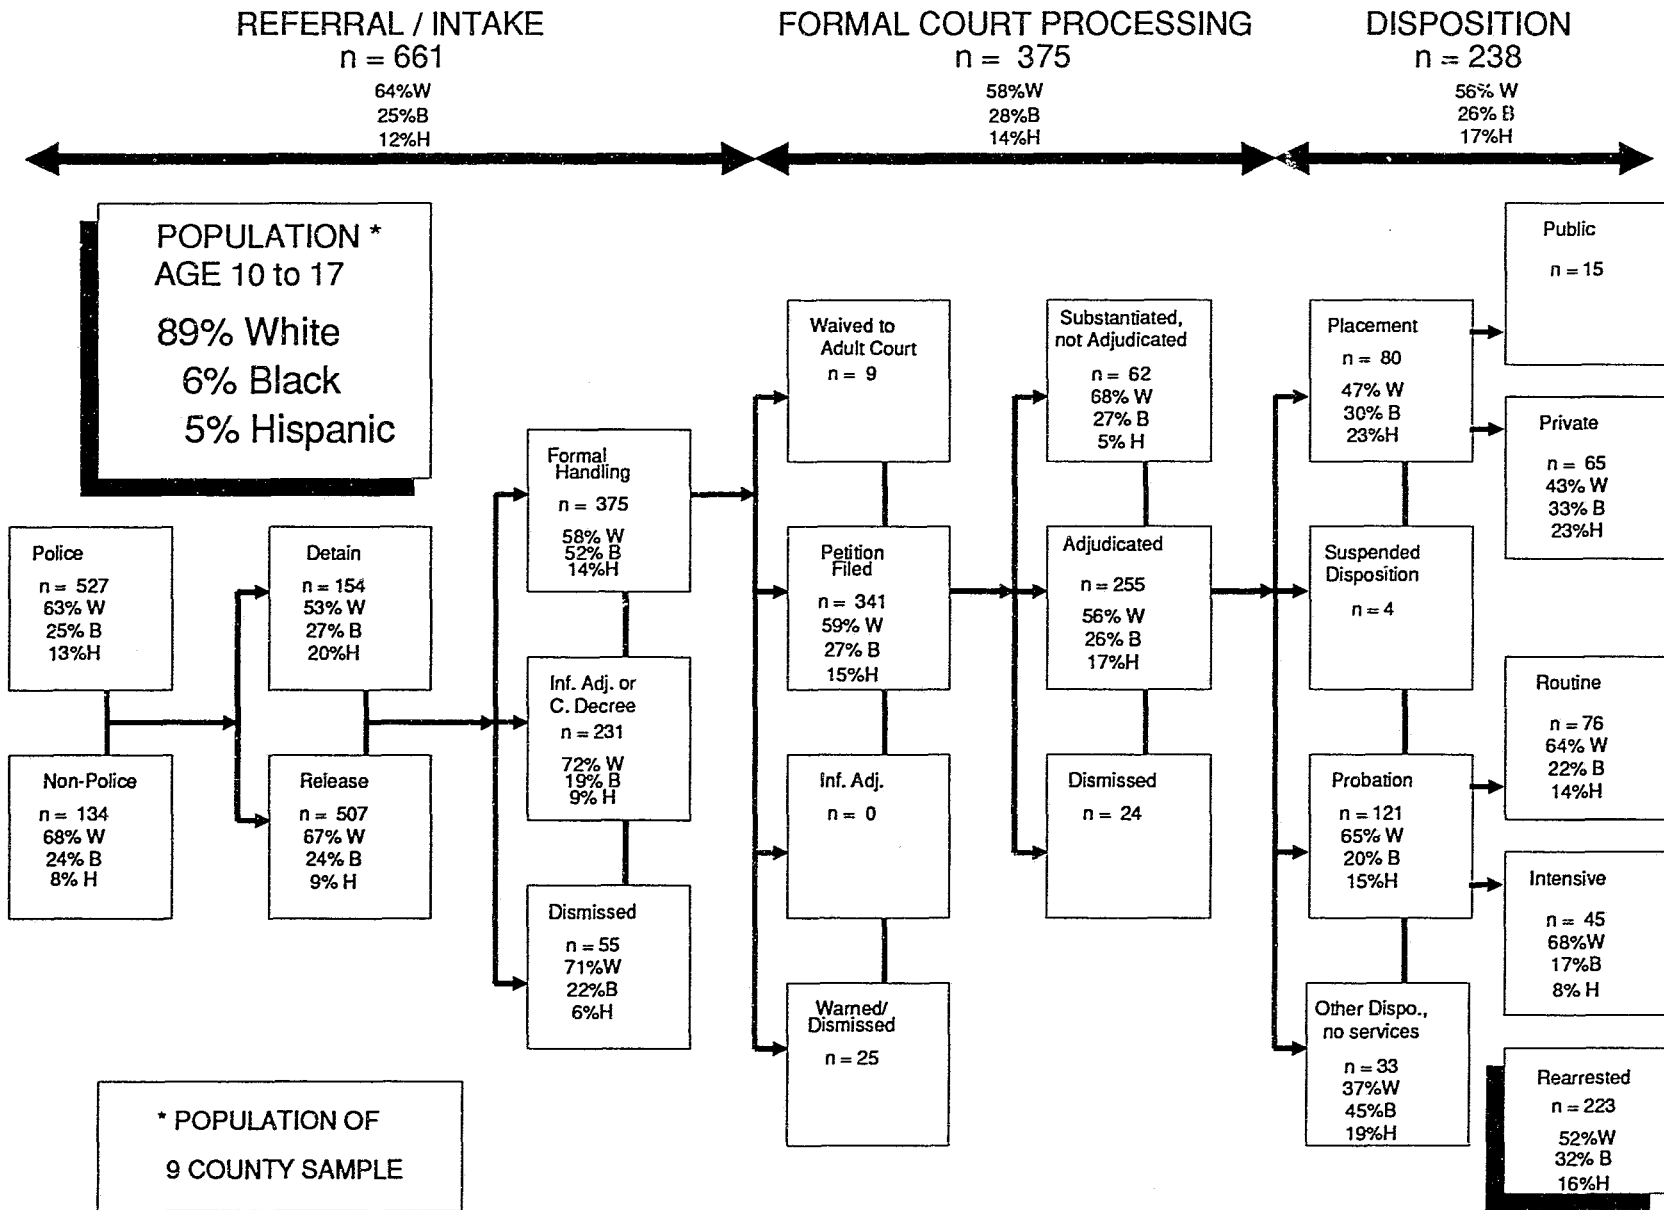 REFERRAL / INTAKE
n = 661
64%W
25%B
12%H
FORMAL COURT PROCESSING
n = 375
58%W
28%B
14%H
DISPOSITION
n = 238
56% W
26% B
17%H
POPULATION *
AGE 10 to 17
89% White
6% Black
5% Hispanic
Police
n = 527
63% W
25% B
13%H
Non-Police
n = 134
68% W
24% B
8% H
Detain
n = 154
53% W
27% B
20%H
Release
n = 507
67% W
24% B
9% H
Formal
Handling
n = 375
58% W
52% B
14%H
Inf. Adj. or
C. Decree
n = 231
72% W
19% B
9% H
Dismissed
n = 55
71%W
22%B
6%H
Waived to
Adult Court
n = 9
Petition
Filed
n = 341
59% W
27% B
15%H
Inf. Adj.
n = 0
Warned/
Dismissed
n = 25
Substantiated,
not Adjudicated
n = 62
68% W
27% B
5% H
Adjudicated
n = 255
56% W
26% B
17%H
Dismissed
n = 24
Placement
n = 80
47% W
30% B
23%H
Suspended
Disposition
n = 4
Probation
n = 121
65% W
20% B
15%H
Other Dispo.,
no services
n = 33
37%W
45%B
19%H
Public
n = 15
Private
n = 65
43% W
33% B
23%H
Routine
n = 76
64% W
22% B
14%H
Intensive
n = 45
68%W
17%B
8% H
Rearrested
n = 223
52%W
32% B
16%H
* POPULATION OF
9 COUNTY SAMPLE